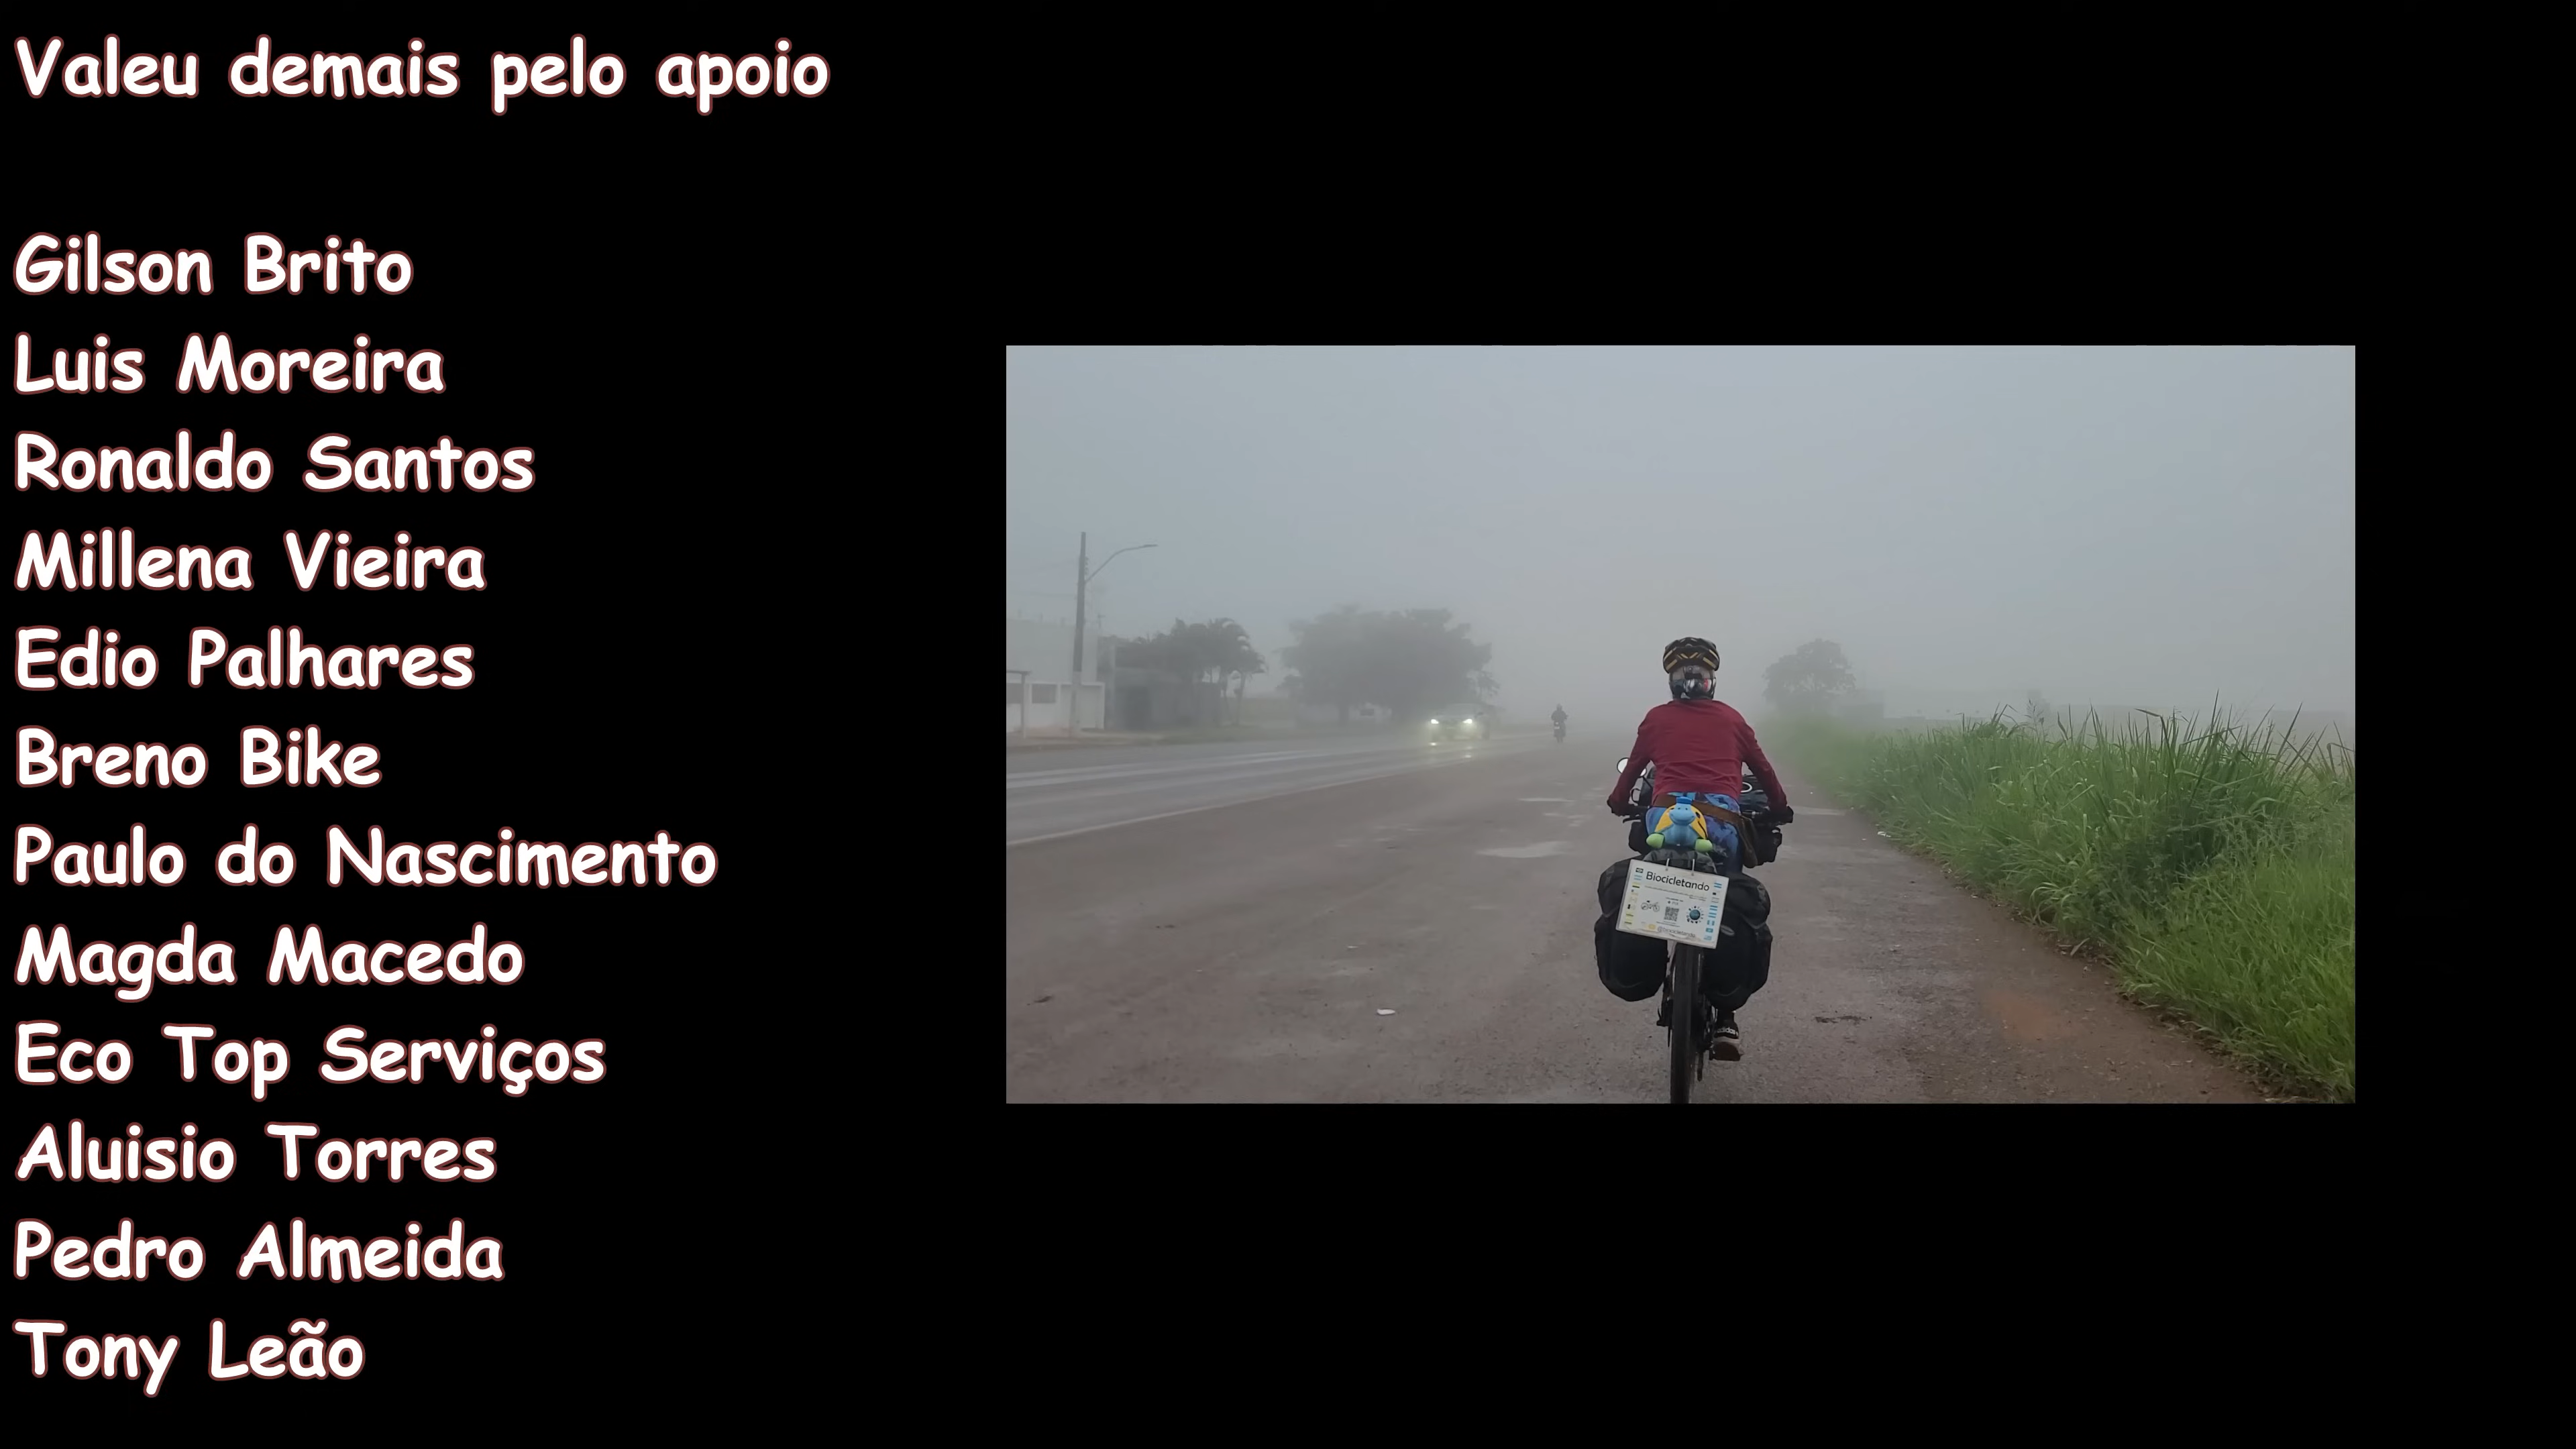 Valeu demais pelo apoio
Gilson Brito
Luis Moreira
Ronaldo Santos
Millena Vieira
Edio Palhares
Breno Bike
Paulo do Nascimento
Magda Macedo
Eco Top Serviços
Aluisio Torres
Pedro Almeida
Tony Leão
Biocicletando